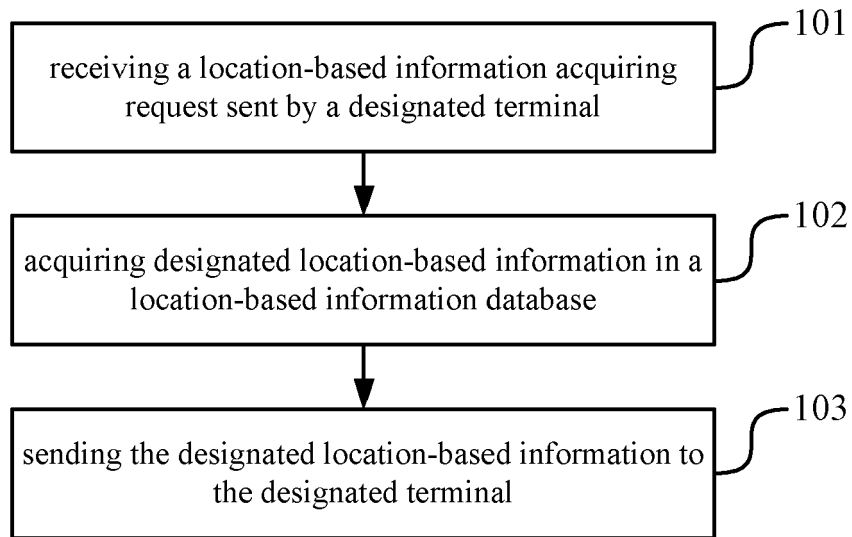 101
receiving a location-based information acquiring
request sent by a designated terminal
102
acquiring designated location-based information in a
location-based information database
103
sending the designated location-based information to
the designated terminal